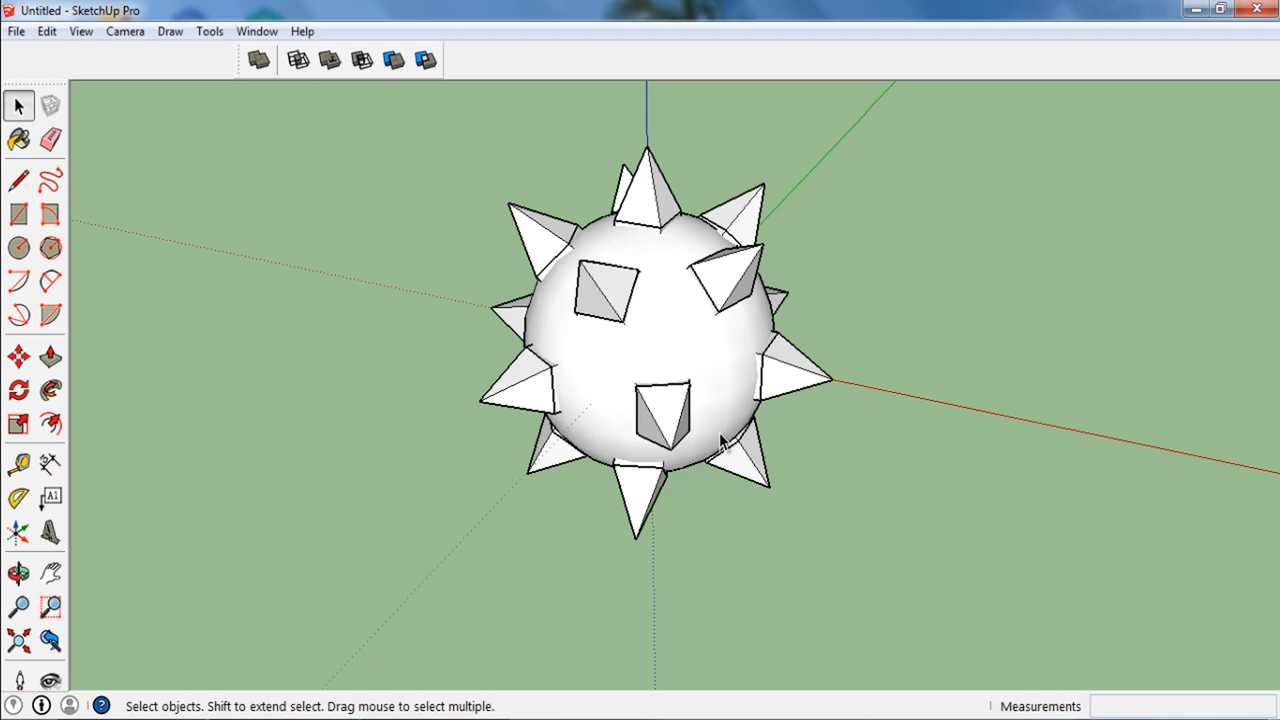 Untitled - SketchUp Pro
File Edit View Camera Draw Tools Window Help
A1
Select objects. Shift to extend select. Drag mouse to select multiple.
Measurements